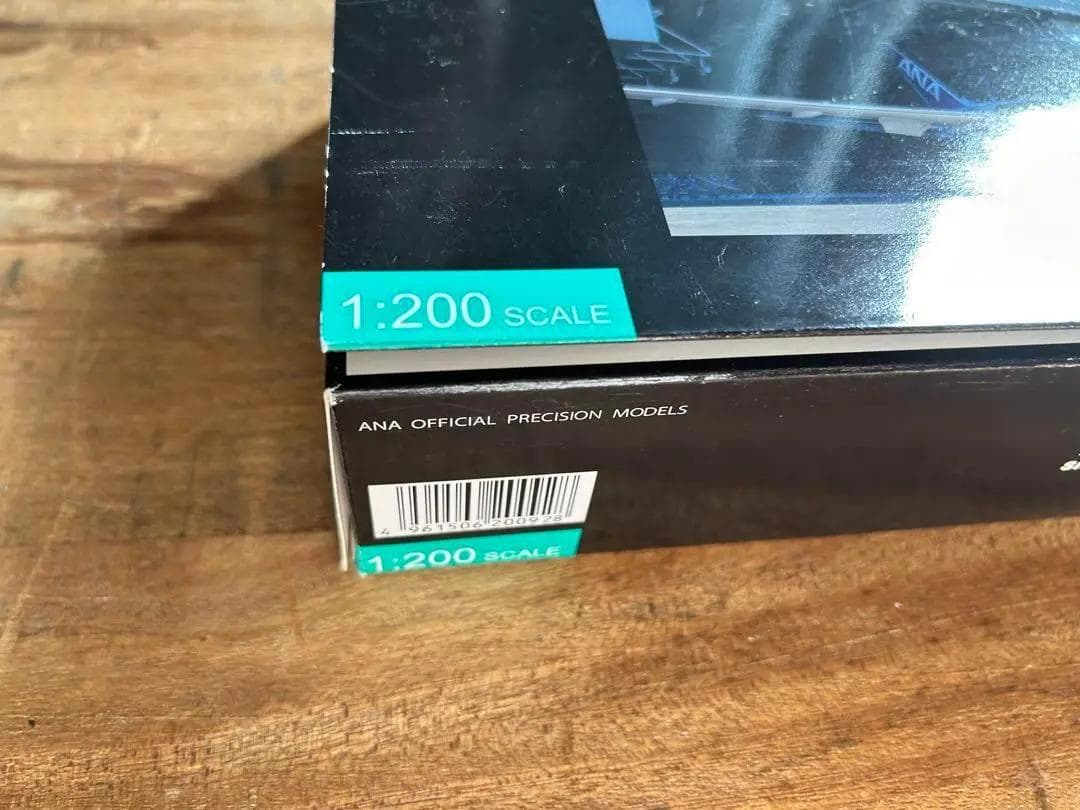 ANA
1:200 SCALE
ANA OFFICIAL PRECISION MODELS
4 961506 200928
1:200 SCALE